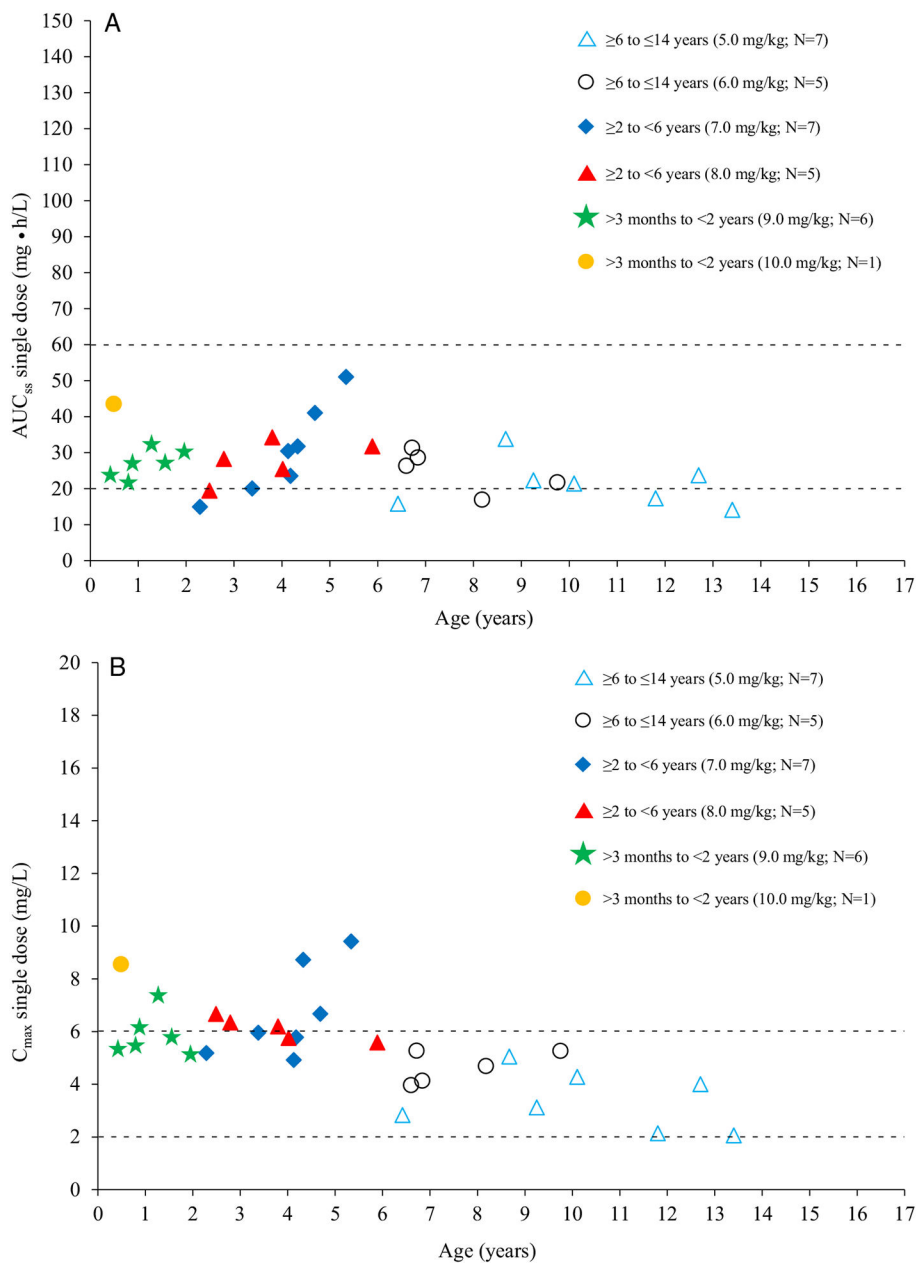 A
150
140
130
120
110
100
90
80
70
60
50
40
30
20
10
0
AUCss single dose (mg • h/L)
≥6 to ≤14 years (5.0 mg/kg; N=7)
≥6 to ≤14 years (6.0 mg/kg; N=5)
≥2 to <6 years (7.0 mg/kg; N=7)
≥2 to <6 years (8.0 mg/kg; N=5)
>3 months to <2 years (9.0 mg/kg; N=6)
>3 months to <2 years (10.0 mg/kg; N=1)
0 1 2 3 4 5 6 7 8 9 10 11 12 13 14 15 16 17
Age (years)
B
20
18
16
14
12
10
8
6
4
2
0
Cmax single dose (mg/L)
≥6 to ≤14 years (5.0 mg/kg; N=7)
≥6 to ≤14 years (6.0 mg/kg; N=5)
≥2 to <6 years (7.0 mg/kg; N=7)
≥2 to <6 years (8.0 mg/kg; N=5)
>3 months to <2 years (9.0 mg/kg; N=6)
>3 months to <2 years (10.0 mg/kg; N=1)
0 1 2 3 4 5 6 7 8 9 10 11 12 13 14 15 16 17
Age (years)